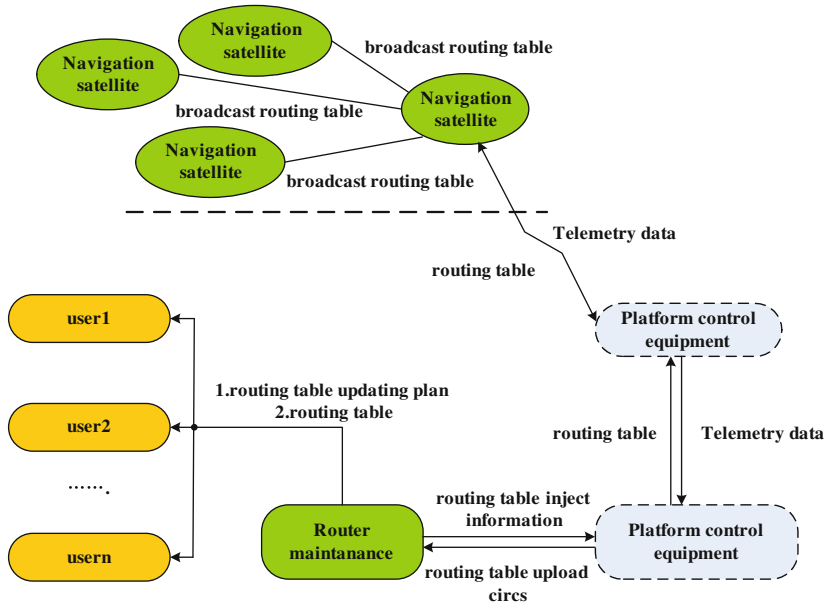 Navigation
satellite
broadcast routing table
Navigation
satellite
Navigation
satellite
broadcast routing table
Navigation
satellite
broadcast routing table
Telemetry data
routing table
user1
Platform control
equipment
1.routing table updating plan
2.routing table
user2
routing table
Telemetry data
…….
routing table inject
information
Router
maintanance
Platform control
equipment
usern
routing table upload
circs